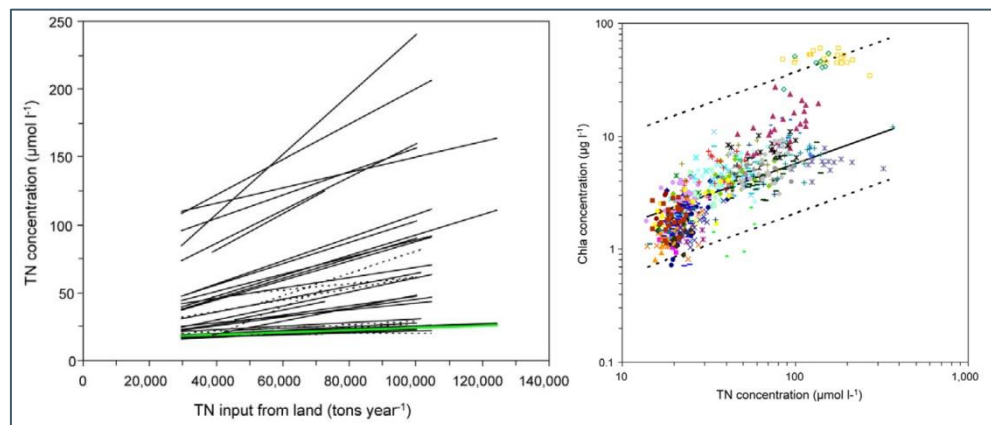 250
200
150
100
50
0
TN concentration (µmol l-1)
0 20,000 40,000 60,000 80,000 100,000 120,000 140,000
TN input from land (tons year-1)
100
10
1
0.1
Chla concentration (µg l-1)
10 100 1,000
TN concentration (µmol l-1)